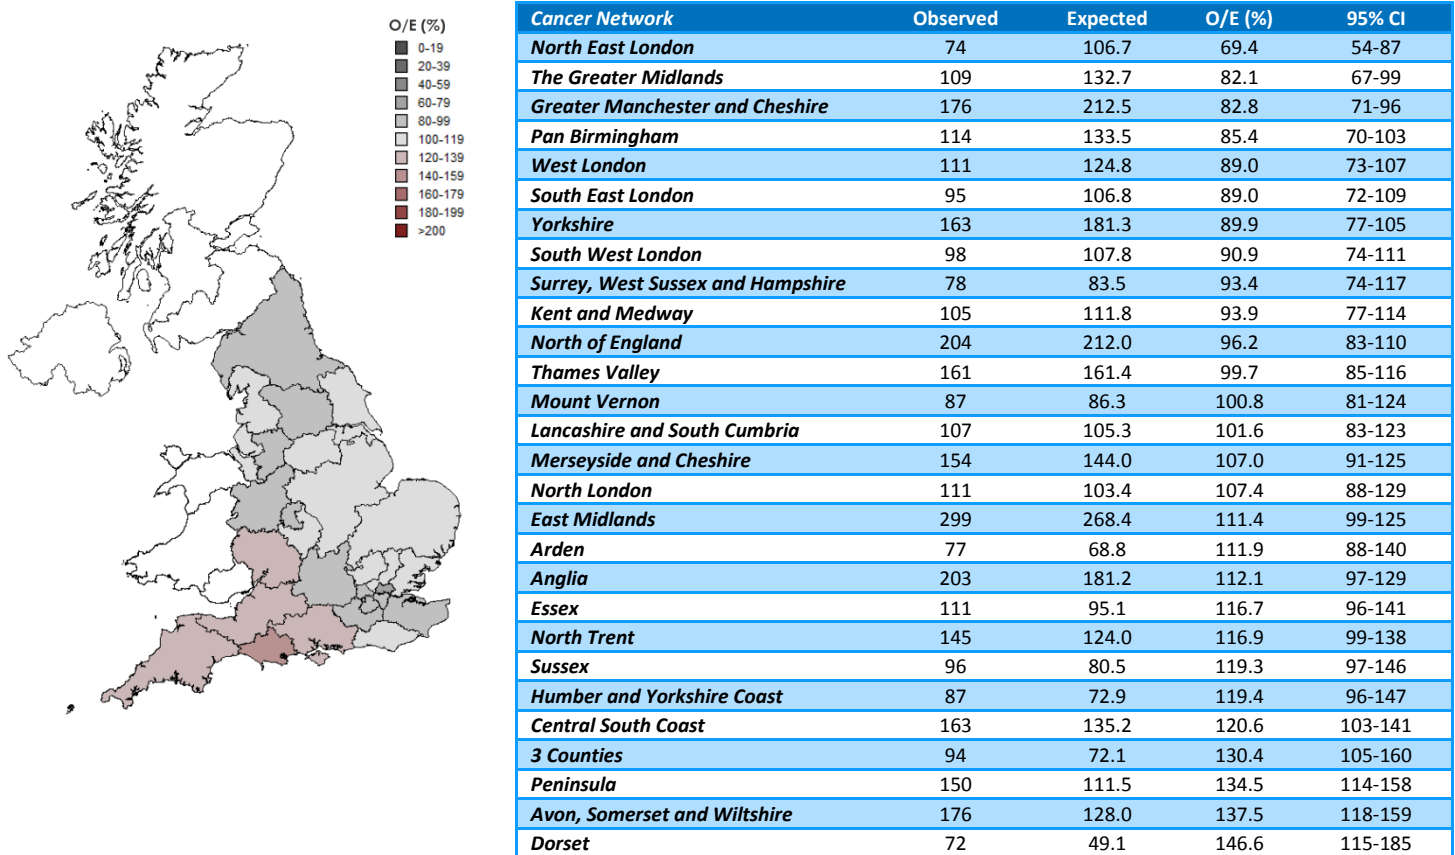 O/E (%)
0-19
20-39
40-59
60-79
80-99
100-119
120-139
140-159
160-179
180-199
>200
Cancer Network Observed Expected O/E (%) 95% CI
North East London 74 106.7 69.4 54-87
The Greater Midlands 109 132.7 82.1 67-99
Greater Manchester and Cheshire 176 212.5 82.8 71-96
Pan Birmingham 114 133.5 85.4 70-103
West London 111 124.8 89.0 73-107
South East London 95 106.8 89.0 72-109
Yorkshire 163 181.3 89.9 77-105
South West London 98 107.8 90.9 74-111
Surrey, West Sussex and Hampshire 78 83.5 93.4 74-117
Kent and Medway 105 111.8 93.9 77-114
North of England 204 212.0 96.2 83-110
Thames Valley 161 161.4 99.7 85-116
Mount Vernon 87 86.3 100.8 81-124
Lancashire and South Cumbria 107 105.3 101.6 83-123
Merseyside and Cheshire 154 144.0 107.0 91-125
North London 111 103.4 107.4 88-129
East Midlands 299 268.4 111.4 99-125
Arden 77 68.8 111.9 88-140
Anglia 203 181.2 112.1 97-129
Essex 111 95.1 116.7 96-141
North Trent 145 124.0 116.9 99-138
Sussex 96 80.5 119.3 97-146
Humber and Yorkshire Coast 87 72.9 119.4 96-147
Central South Coast 163 135.2 120.6 103-141
3 Counties 94 72.1 130.4 105-160
Peninsula 150 111.5 134.5 114-158
Avon, Somerset and Wiltshire 176 128.0 137.5 118-159
Dorset 72 49.1 146.6 115-185